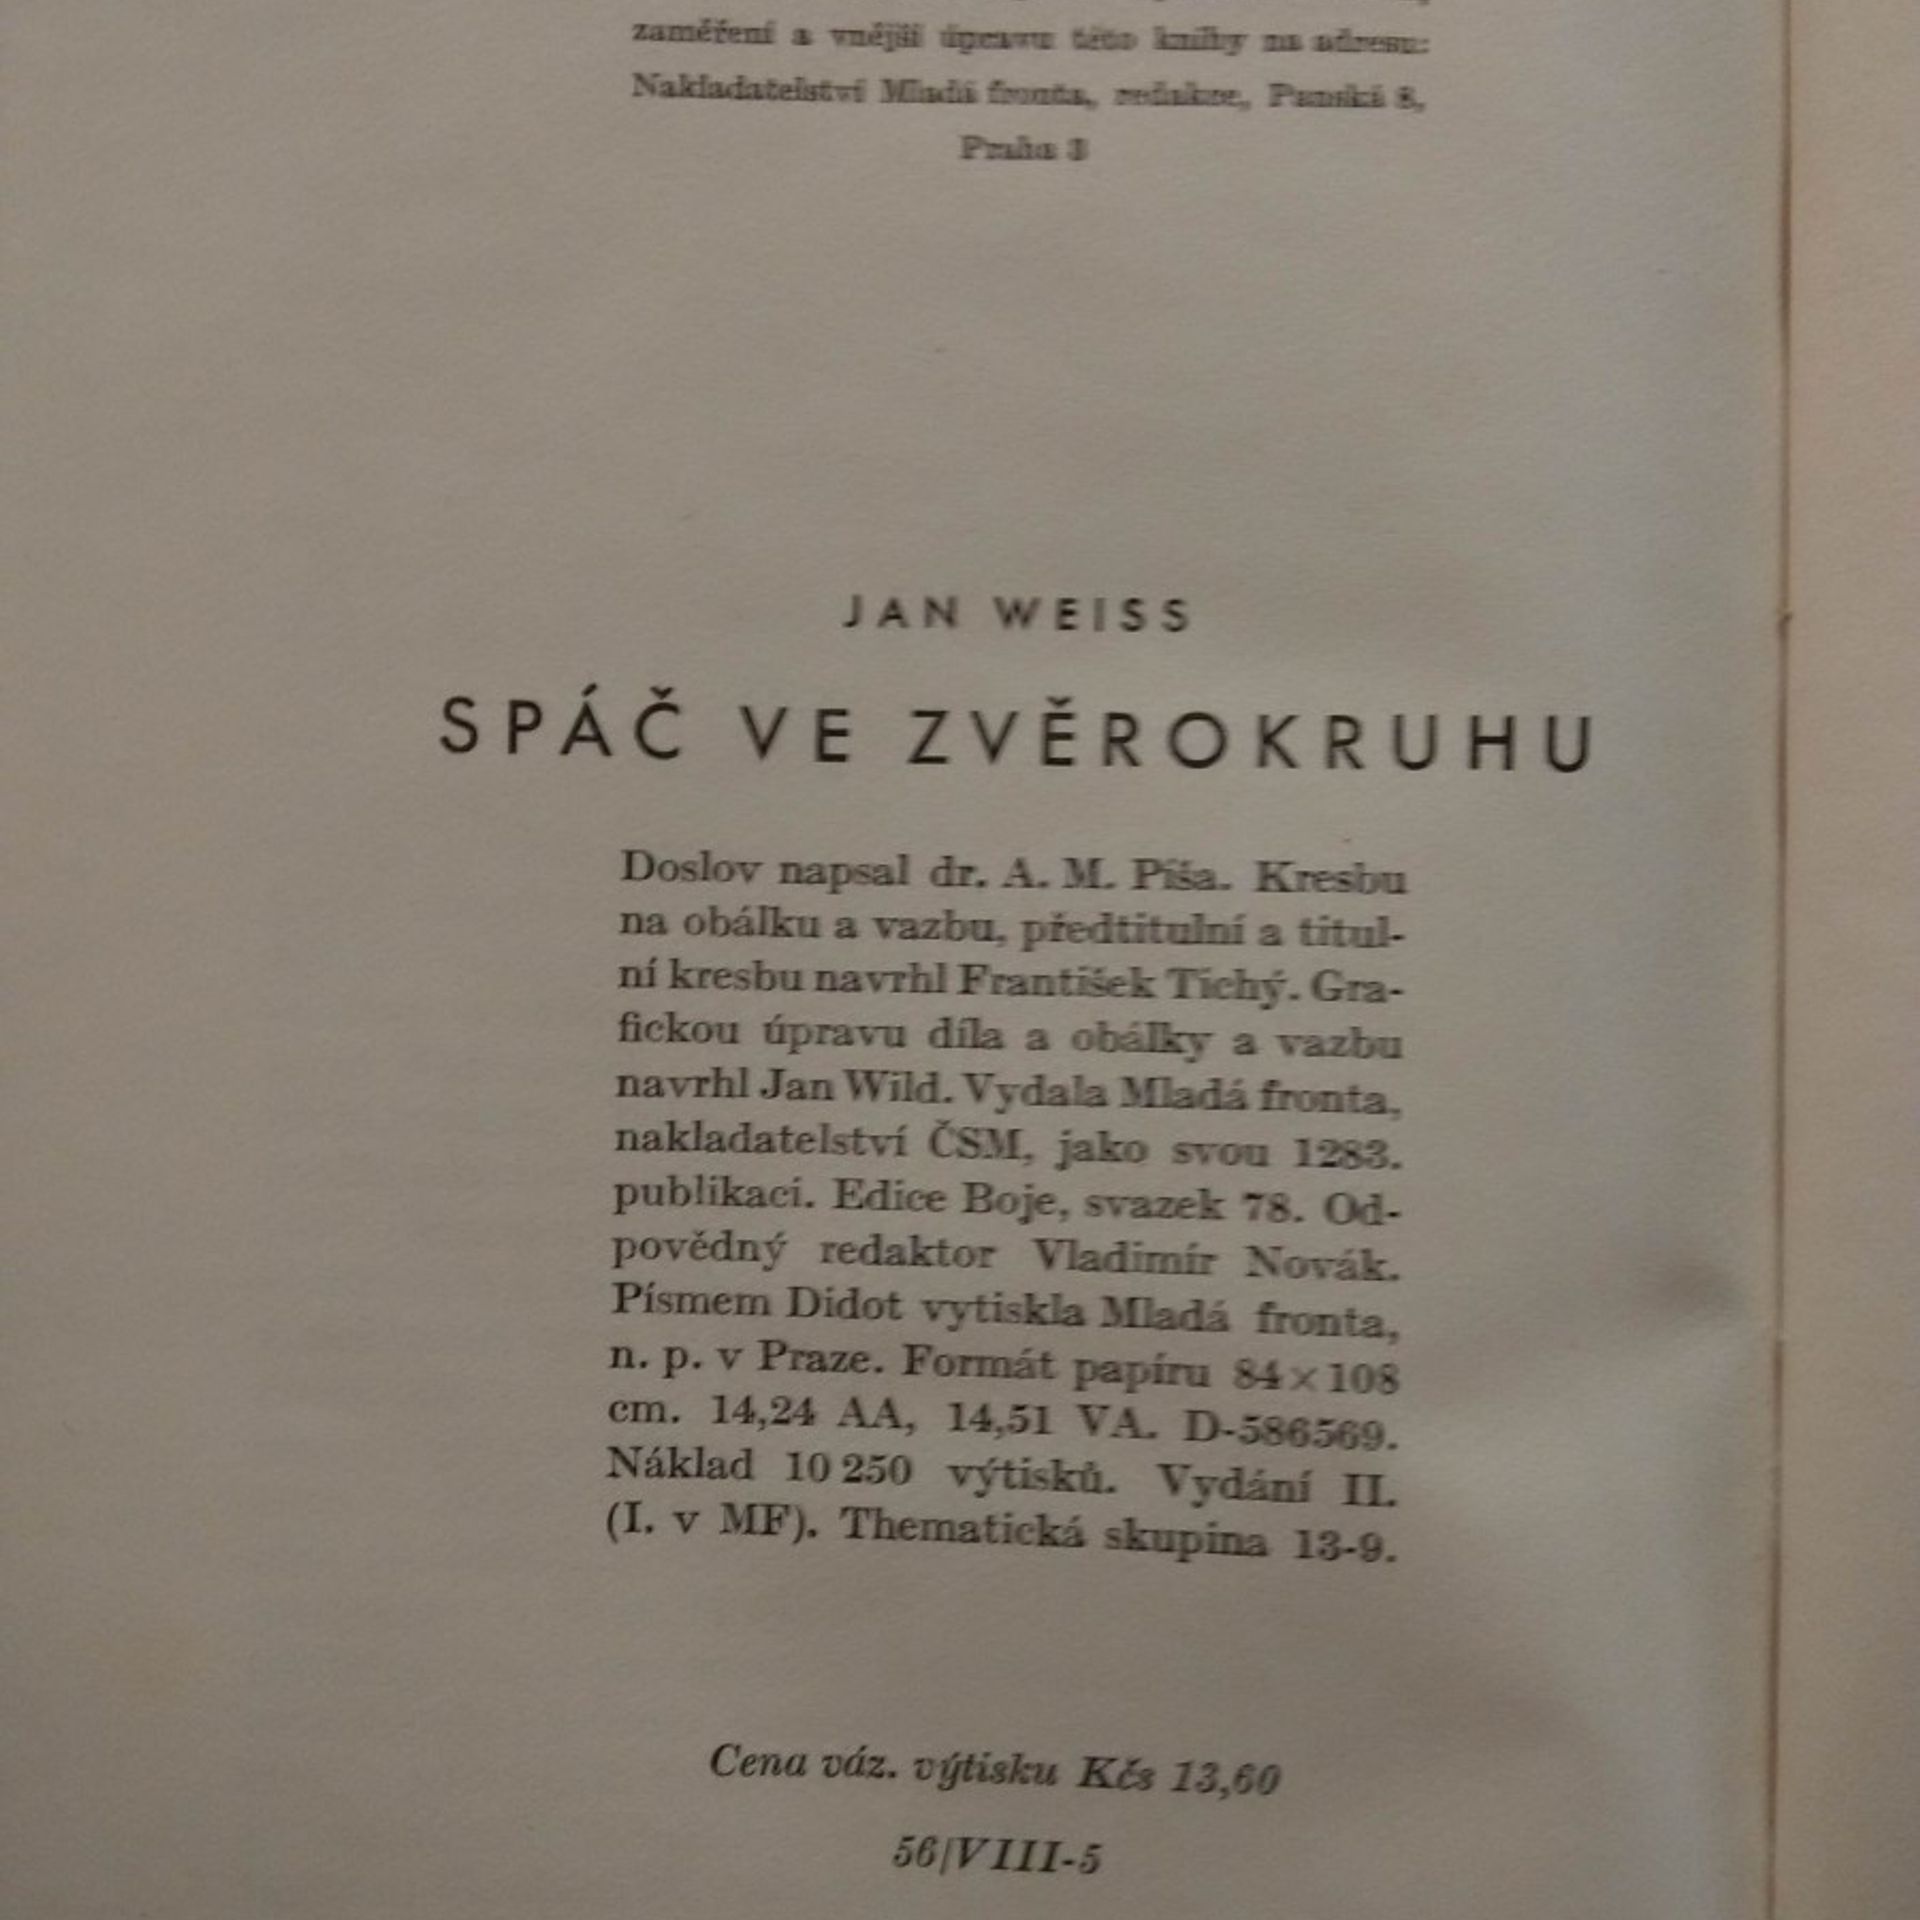 zaměření a vnější úpravu této knihy na adresu:
Nakladatelství Mladá fronta, redakce, Panská 8,
Praha 3
JAN WEISS
SPÁČ VE ZVĚROKRUHU
Doslov napsal dr. A. M. Píša. Kresbu
na obálku a vazbu, předtitulní a titul-
ní kresbu navrhl František Tichý. Gra-
fickou úpravu díla a obálky a vazbu
navrhl Jan Wild. Vydala Mladá fronta,
nakladatelství ČSM, jako svou 1283.
publikaci. Edice Boje, svazek 78. Od-
povědný redaktor Vladimír Novák.
Písmem Didot vytiskla Mladá fronta,
n. p. v Praze. Formát papíru 84×108
cm. 14,24 AA, 14,51 VA. D-586569.
Náklad 10 250 výtisků. Vydání II.
(I. v MF). Thematická skupina 13-9.
Cena váz. výtisku Kčs 13,60
56/VIII-5